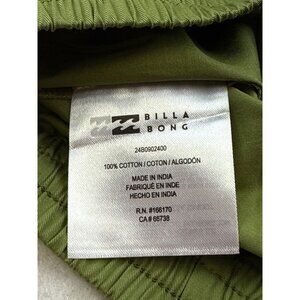 BILLA
BONG
24B0902400
100% COTTON / COTON / ALGODÓN
MADE IN INDIA
FABRIQUÉ EN INDE
HECHO EN INDIA
R.N. #166170
CA # 65738